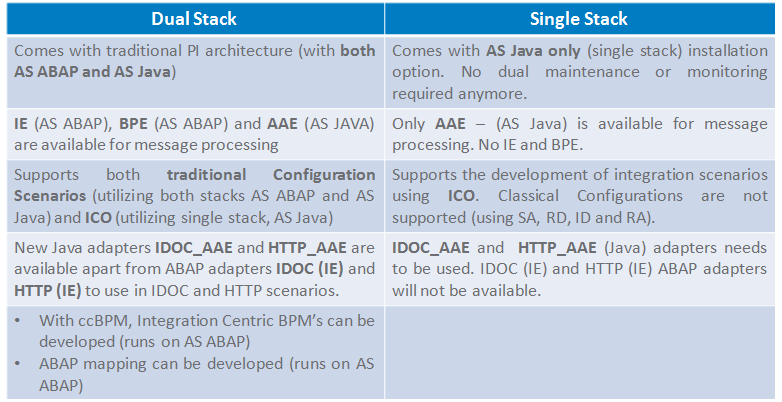 Dual Stack
Single Stack
Comes with traditional PI architecture (with both
AS ABAP and AS Java)
Comes with AS Java only (single stack) installation
option. No dual maintenance or monitoring
required anymore.
IE (AS ABAP), BPE (AS ABAP) and AAE (AS JAVA)
are available for message processing
Only AAE – (AS Java) is available for message
processing. No IE and BPE.
Supports both traditional Configuration
Scenarios (utilizing both stacks AS ABAP and AS
Java) and ICO (utilizing single stack, AS Java)
Supports the development of integration scenarios
using ICO. Classical Configurations are not
supported (using SA, RD, ID and RA).
New Java adapters IDOC_AAE and HTTP_AAE are
available apart from ABAP adapters IDOC (IE) and
HTTP (IE) to use in IDOC and HTTP scenarios.
IDOC_AAE and HTTP_AAE (Java) adapters needs
to be used. IDOC (IE) and HTTP (IE) ABAP adapters
will not be available.
• With ccBPM, Integration Centric BPM's can be
developed (runs on AS ABAP)
• ABAP mapping can be developed (runs on AS
ABAP)